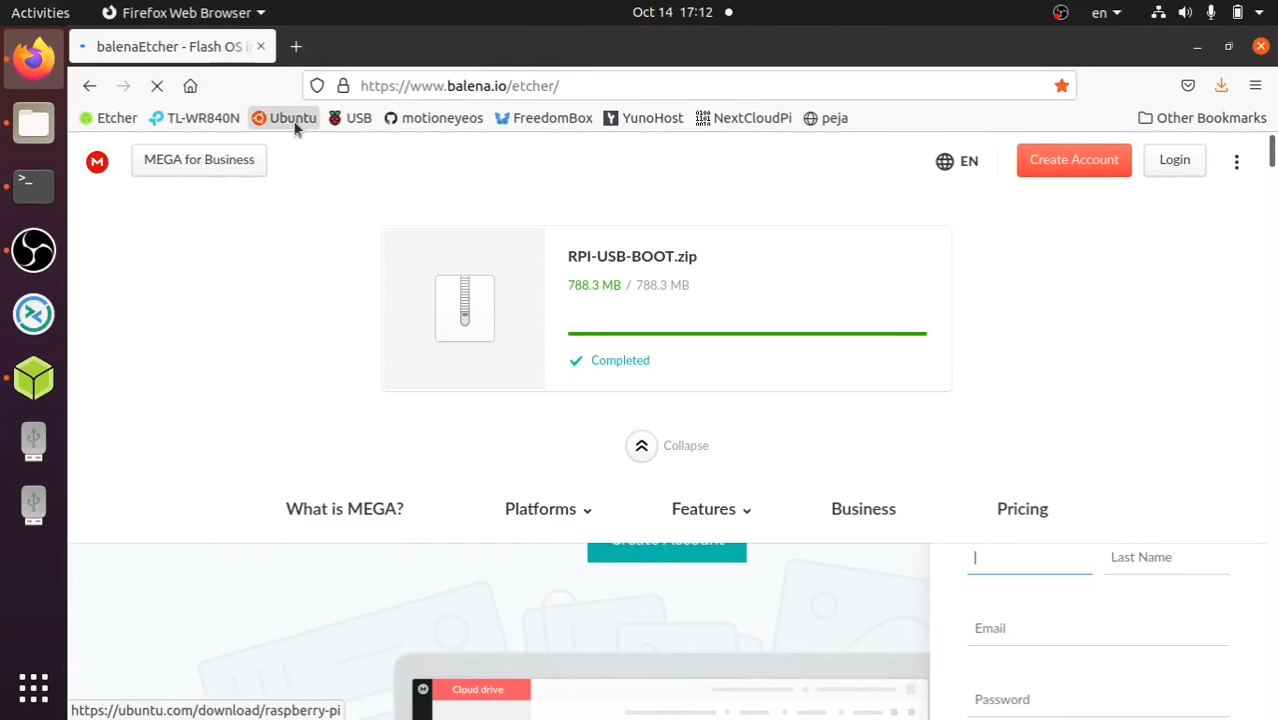 Activities Firefox Web Browser Oct 14 17:12 en
balenaEtcher - Flash OS i
https://www.balena.io/etcher/
Etcher TL-WR840N Ubuntu USB motioneyeos FreedomBox YunoHost NextCloudPi peja Other Bookmarks
M MEGA for Business EN Create Account Login
RPI-USB-BOOT.zip
788.3 MB / 788.3 MB
Completed
Collapse
What is MEGA? Platforms Features Business Pricing
Create Account
Last Name
Email
Cloud drive
Password
https://ubuntu.com/download/raspberry-pi